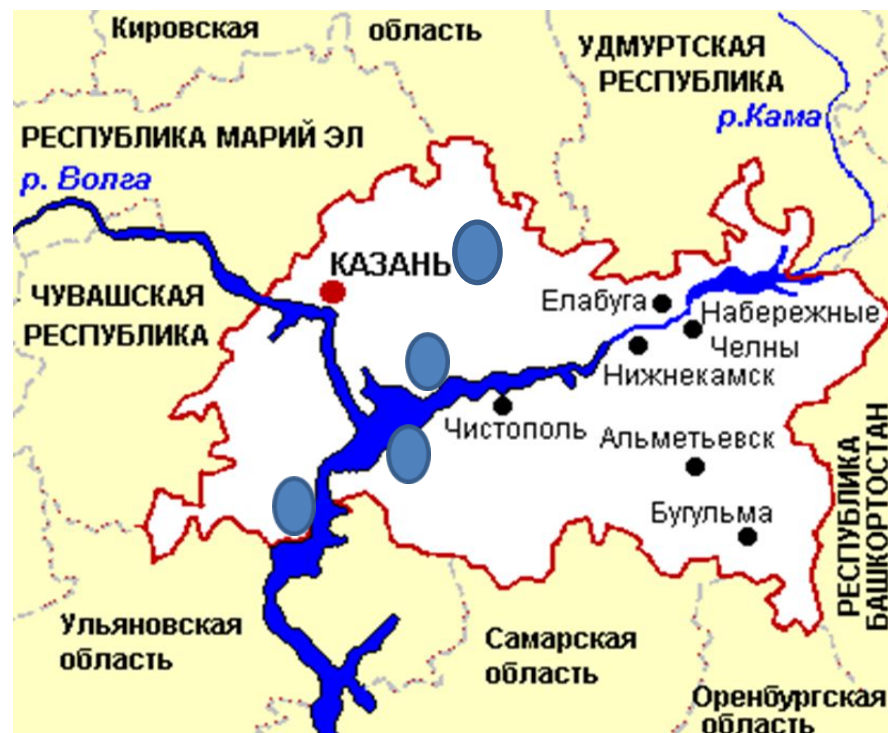 Кировская область
УДМУРТСКАЯ
РЕСПУБЛИКА
р.Кама
РЕСПУБЛИКА МАРИЙ ЭЛ
р. Волга
КАЗАНЬ
ЧУВАШСКАЯ
РЕСПУБЛИКА
Елабуга
Набережные
Челны
Нижнекамск
Чистополь
Альметьевск
Бугульма
РЕСПУБЛИКА
БАШКОРТОСТАН
Ульяновская
область
Самарская
область
Оренбургская
область